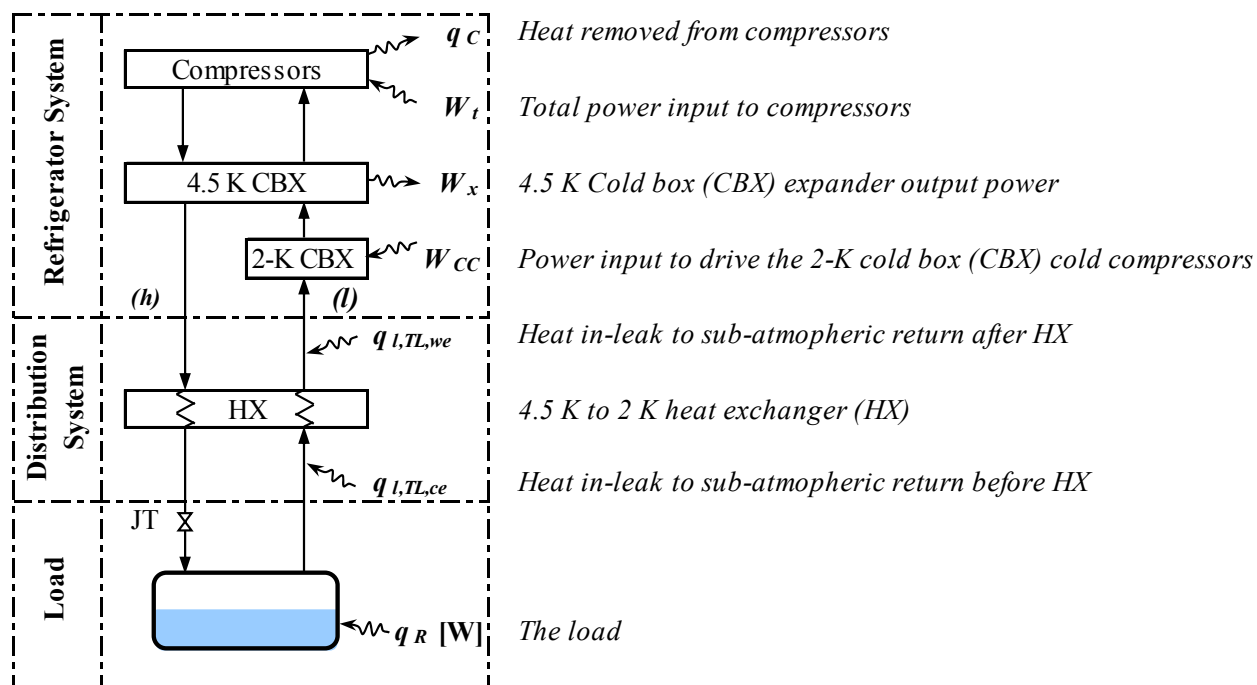 Refrigerator System
Distribution System
Load
q C Heat removed from compressors
Compressors
W t Total power input to compressors
4.5 K CBX W x 4.5 K Cold box (CBX) expander output power
2-K CBX W CC Power input to drive the 2-K cold box (CBX) cold compressors
(h) (l)
q l,TL,we Heat in-leak to sub-atmospheric return after HX
HX 4.5 K to 2 K heat exchanger (HX)
q l,TL,ce Heat in-leak to sub-atmospheric return before HX
JT
q R [W] The load